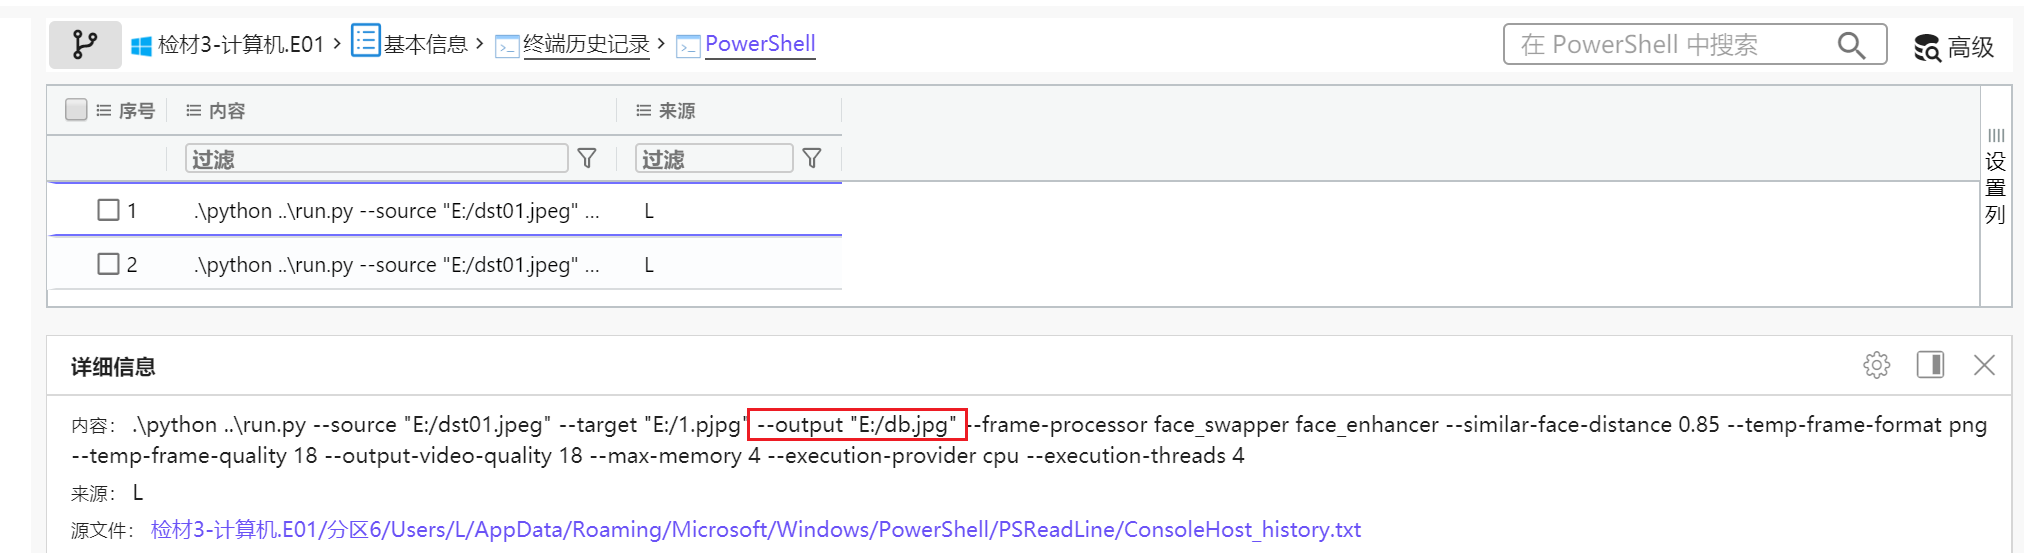 检材3-计算机.E01 > 基本信息 > 终端历史记录 > PowerShell 在 PowerShell 中搜索 高级
序号 内容 来源
过滤 过滤
1 .\python ..\run.py --source "E:/dst01.jpeg" ... L
2 .\python ..\run.py --source "E:/dst01.jpeg" ... L
设置列
详细信息
内容: .\python ..\run.py --source "E:/dst01.jpeg" --target "E:/1.pjpg" --output "E:/db.jpg" --frame-processor face_swapper face_enhancer --similar-face-distance 0.85 --temp-frame-format png
--temp-frame-quality 18 --output-video-quality 18 --max-memory 4 --execution-provider cpu --execution-threads 4
来源: L
源文件: 检材3-计算机.E01/分区6/Users/L/AppData/Roaming/Microsoft/Windows/PowerShell/PSReadLine/ConsoleHost_history.txt